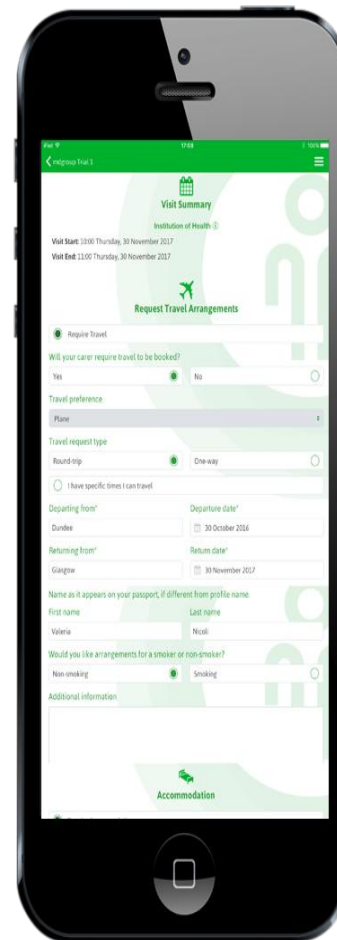 iPad 17:08 100%
mdgroup Trial 1
Visit Summary
Institution of Health
Visit Start: 10:00 Thursday, 30 November 2017
Visit End: 11:00 Thursday, 30 November 2017
Request Travel Arrangements
Require Travel
Will your carer require travel to be booked?
Yes No
Travel preference
Plane
Travel request type
Round-trip One-way
I have specific times I can travel
Departing from* Departure date*
Dundee 30 October 2016
Returning from* Return date*
Glasgow 30 November 2017
Name as it appears on your passport, if different from profile name
First name Last name
Valeria Nicoli
Would you like arrangements for a smoker or non-smoker?
Non-smoking Smoking
Additional information
Accommodation